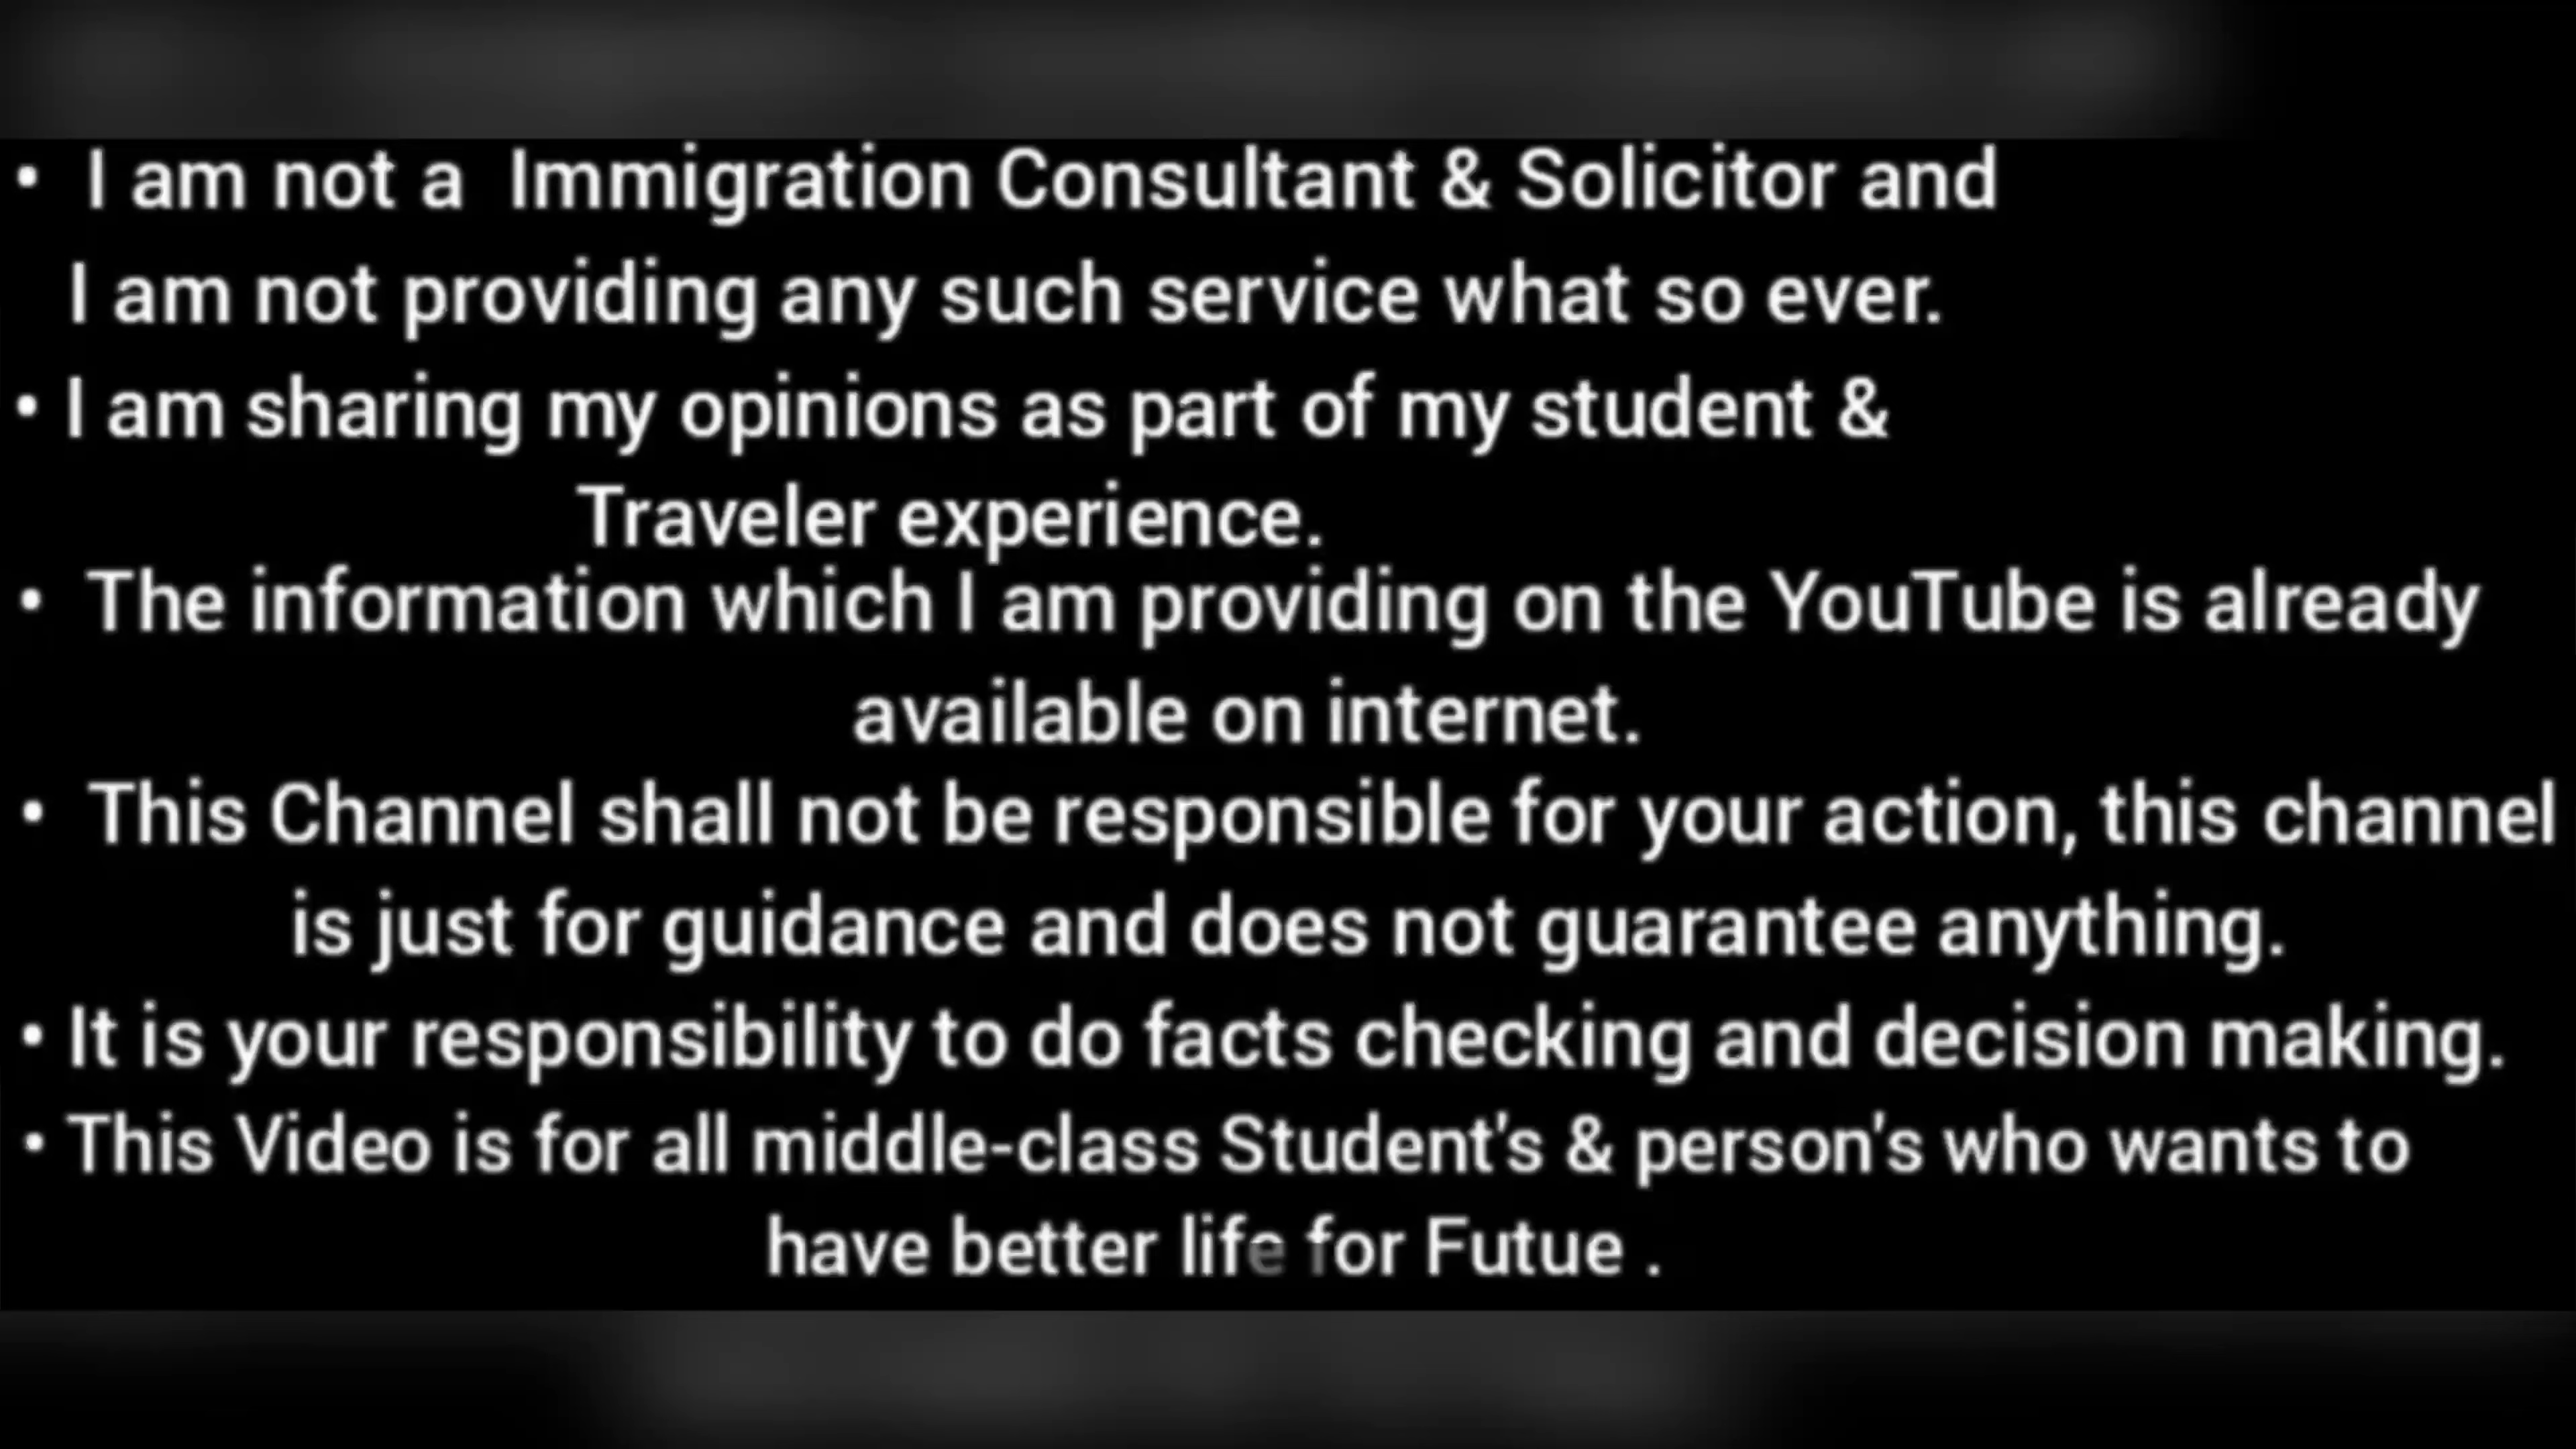 • I am not a Immigration Consultant & Solicitor and
I am not providing any such service what so ever.
• I am sharing my opinions as part of my student &
Traveler experience.
• The information which I am providing on the YouTube is already
available on internet.
• This Channel shall not be responsible for your action, this channel
is just for guidance and does not guarantee anything.
• It is your responsibility to do facts checking and decision making.
• This Video is for all middle-class Student's & person's who wants to
have better life for Futue .